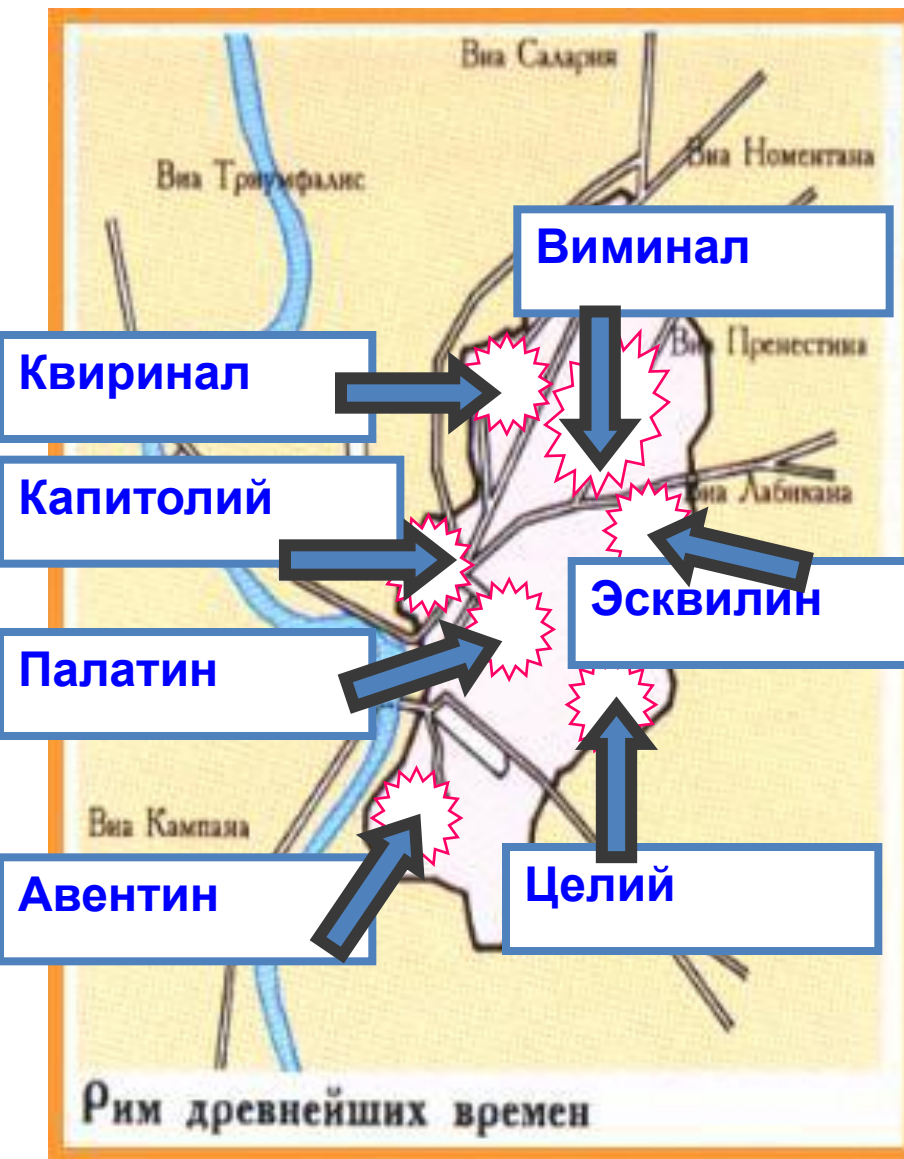 Виа Салария
Виа Номентана
Виа Триумфалис
Виминал
Виа Пренестина
Квиринал
Капитолий
Виа Лабикана
Эсквилин
Палатин
Виа Кампана
Авентин
Целий
Рим древнейших времен